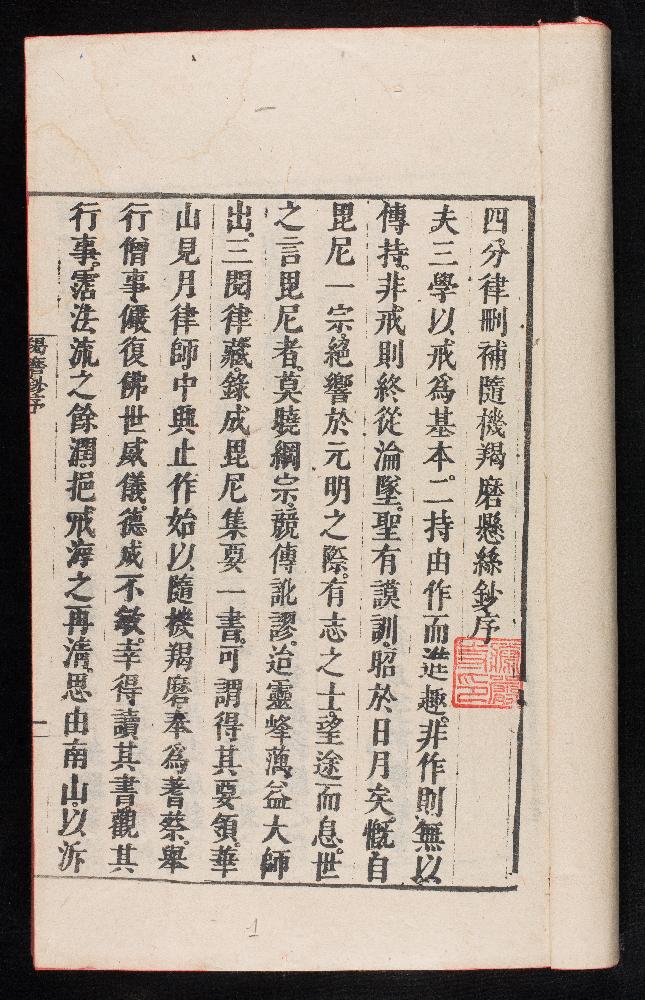 四分律刪補隨機羯磨懸絲鈔序
夫三學以戒為基本。二持由作而進趣。非作則無以
傳持。非戒則終從淪墜。聖有謨訓。昭於日月矣。慨自
毘尼一宗。絕響於元明之際。有志之士。望途而息。世
之言毘尼者。莫曉綱宗。競傳訛謬。迨靈峰蕅益大師
出。三閱律藏。錄成毘尼集要一書。可謂得其要領。華
山見月律師。中興止作。始以隨機羯磨。奉為蓍蔡。舉
行僧事。儼復佛世威儀。德成不敏。幸得讀其書。觀其
行事。霑法流之餘潤。挹戒海之再清。思由南山。以泝
羯磨鈔序
一
1